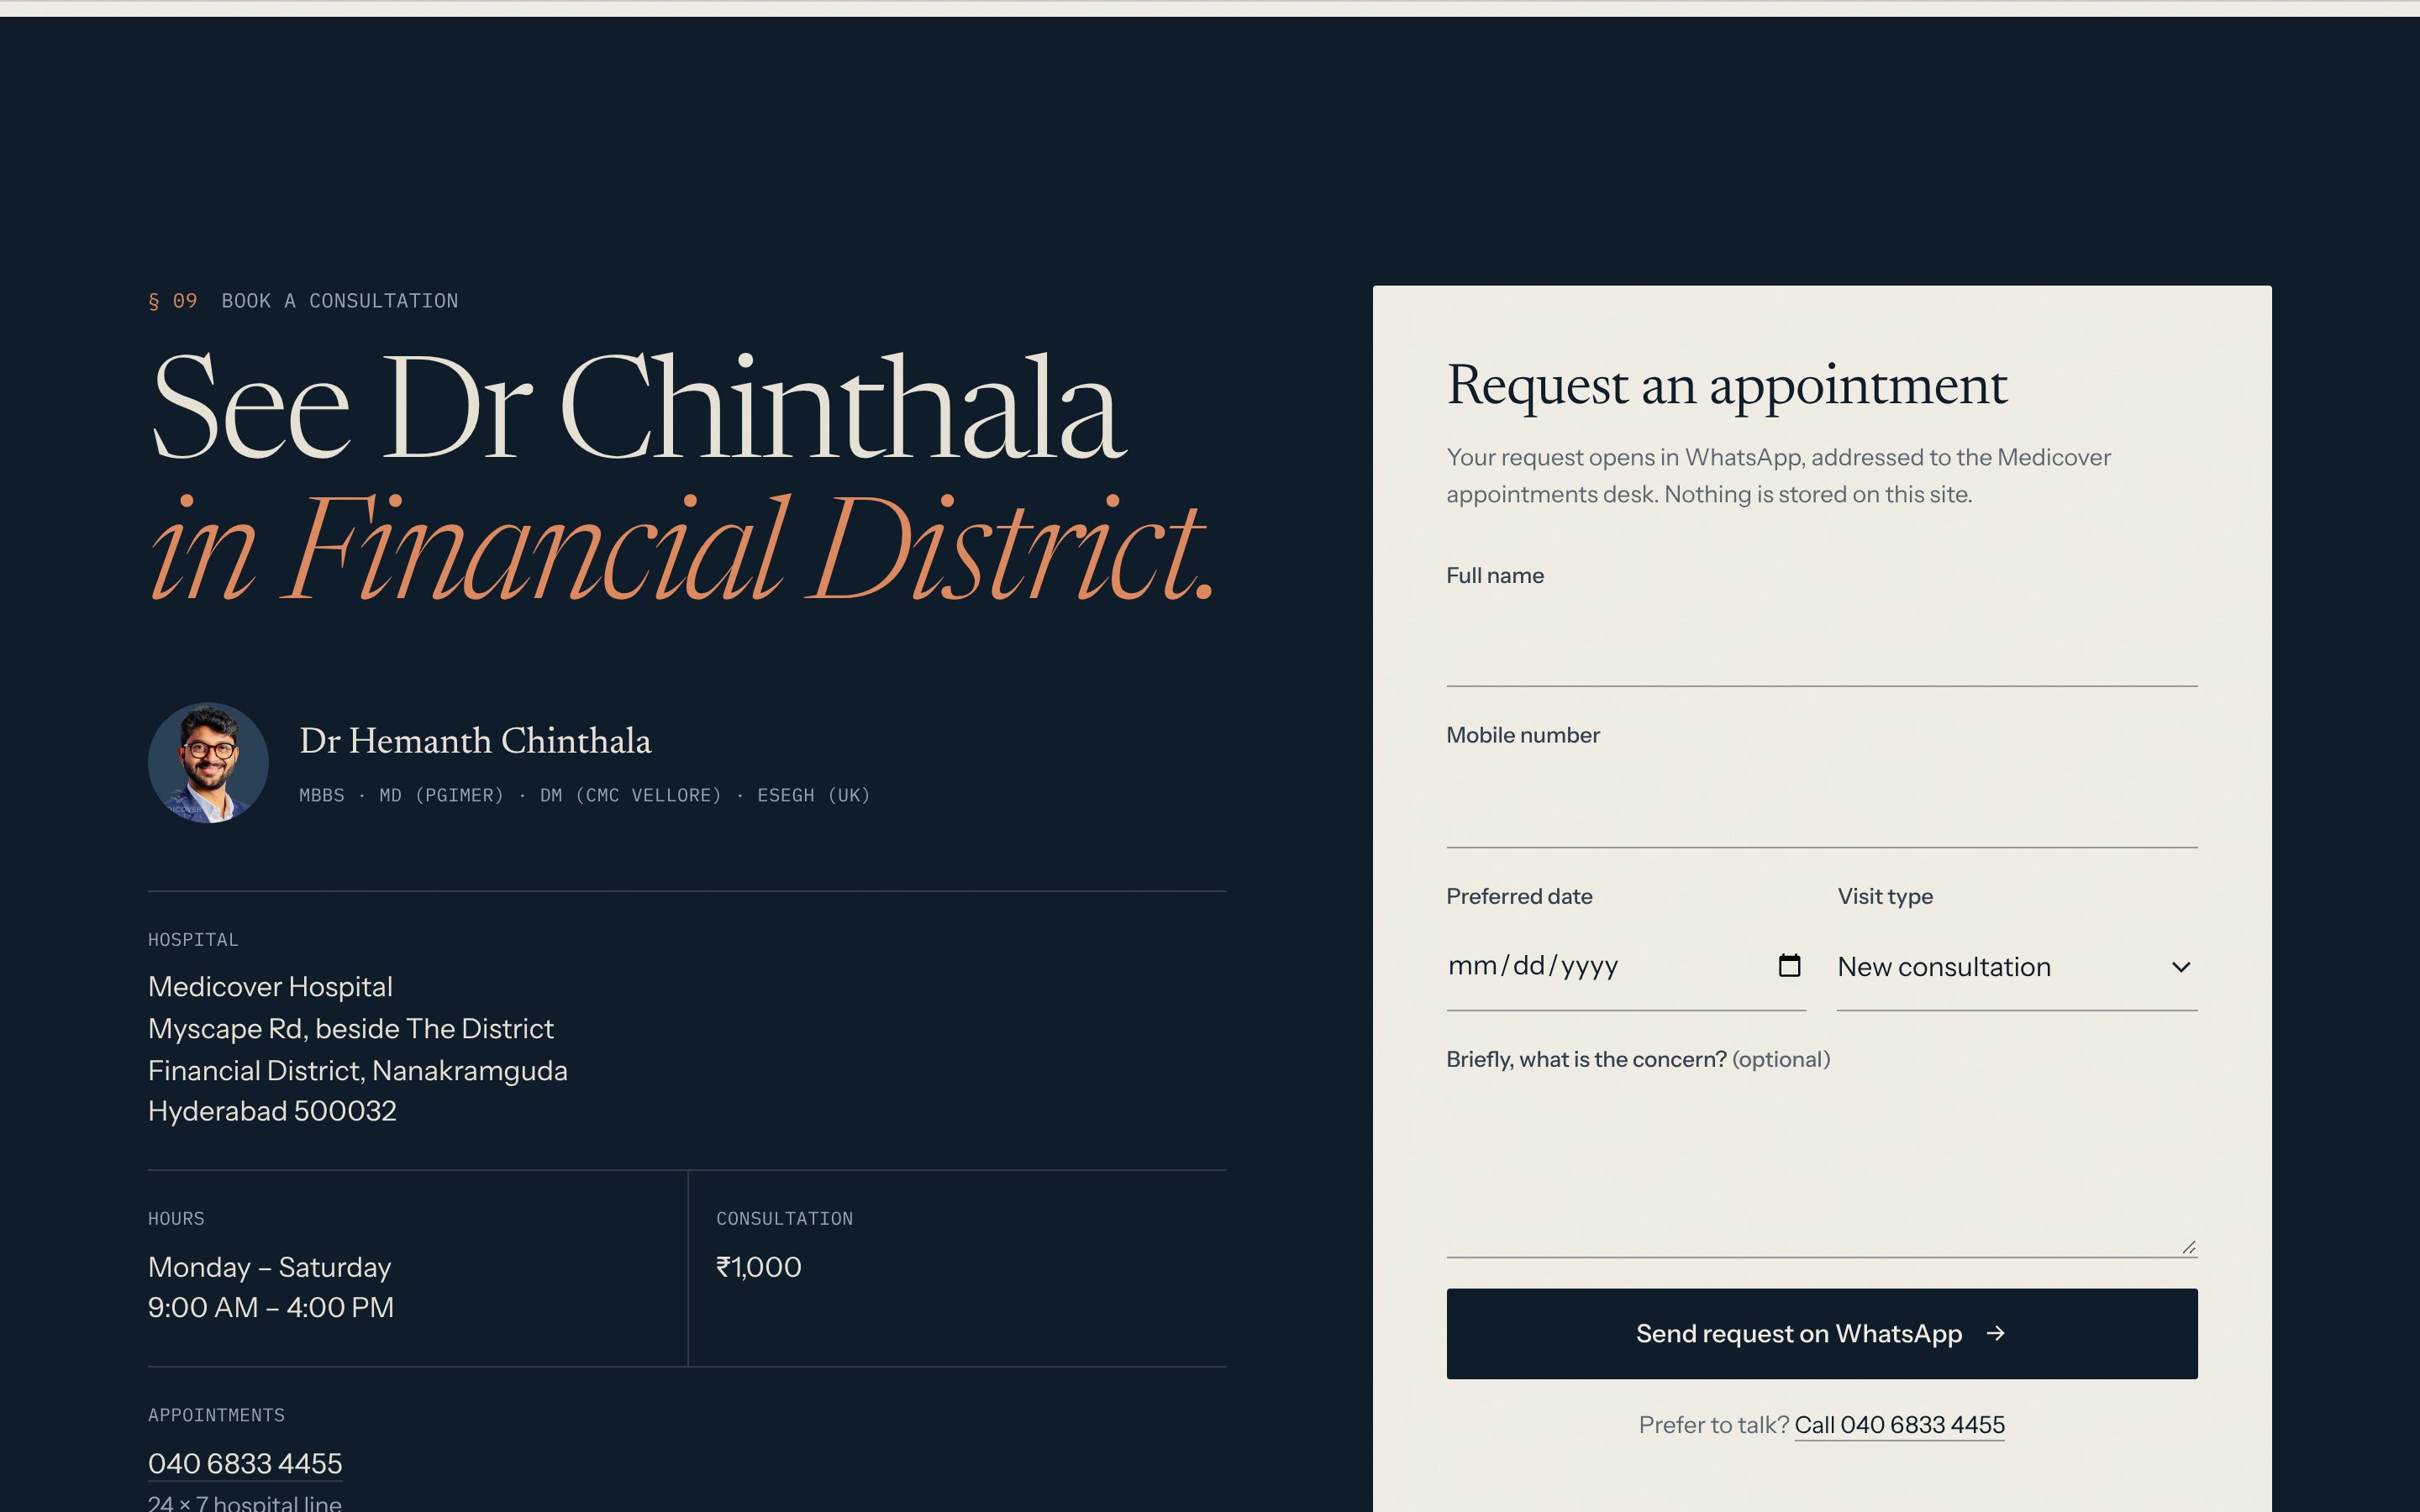 § 09 BOOK A CONSULTATION
See Dr Chinthala
in Financial District.
Dr Hemanth Chinthala
MBBS · MD (PGIMER) · DM (CMC VELLORE) · ESEGH (UK)
HOSPITAL
Medicover Hospital
Myscape Rd, beside The District
Financial District, Nanakramguda
Hyderabad 500032
HOURS
Monday – Saturday
9:00 AM – 4:00 PM
CONSULTATION
₹1,000
APPOINTMENTS
040 6833 4455
24 × 7 hospital line
Request an appointment
Your request opens in WhatsApp, addressed to the Medicover
appointments desk. Nothing is stored on this site.
Full name
Mobile number
Preferred date
mm/dd/yyyy
Visit type
New consultation
Briefly, what is the concern? (optional)
Send request on WhatsApp →
Prefer to talk? Call 040 6833 4455